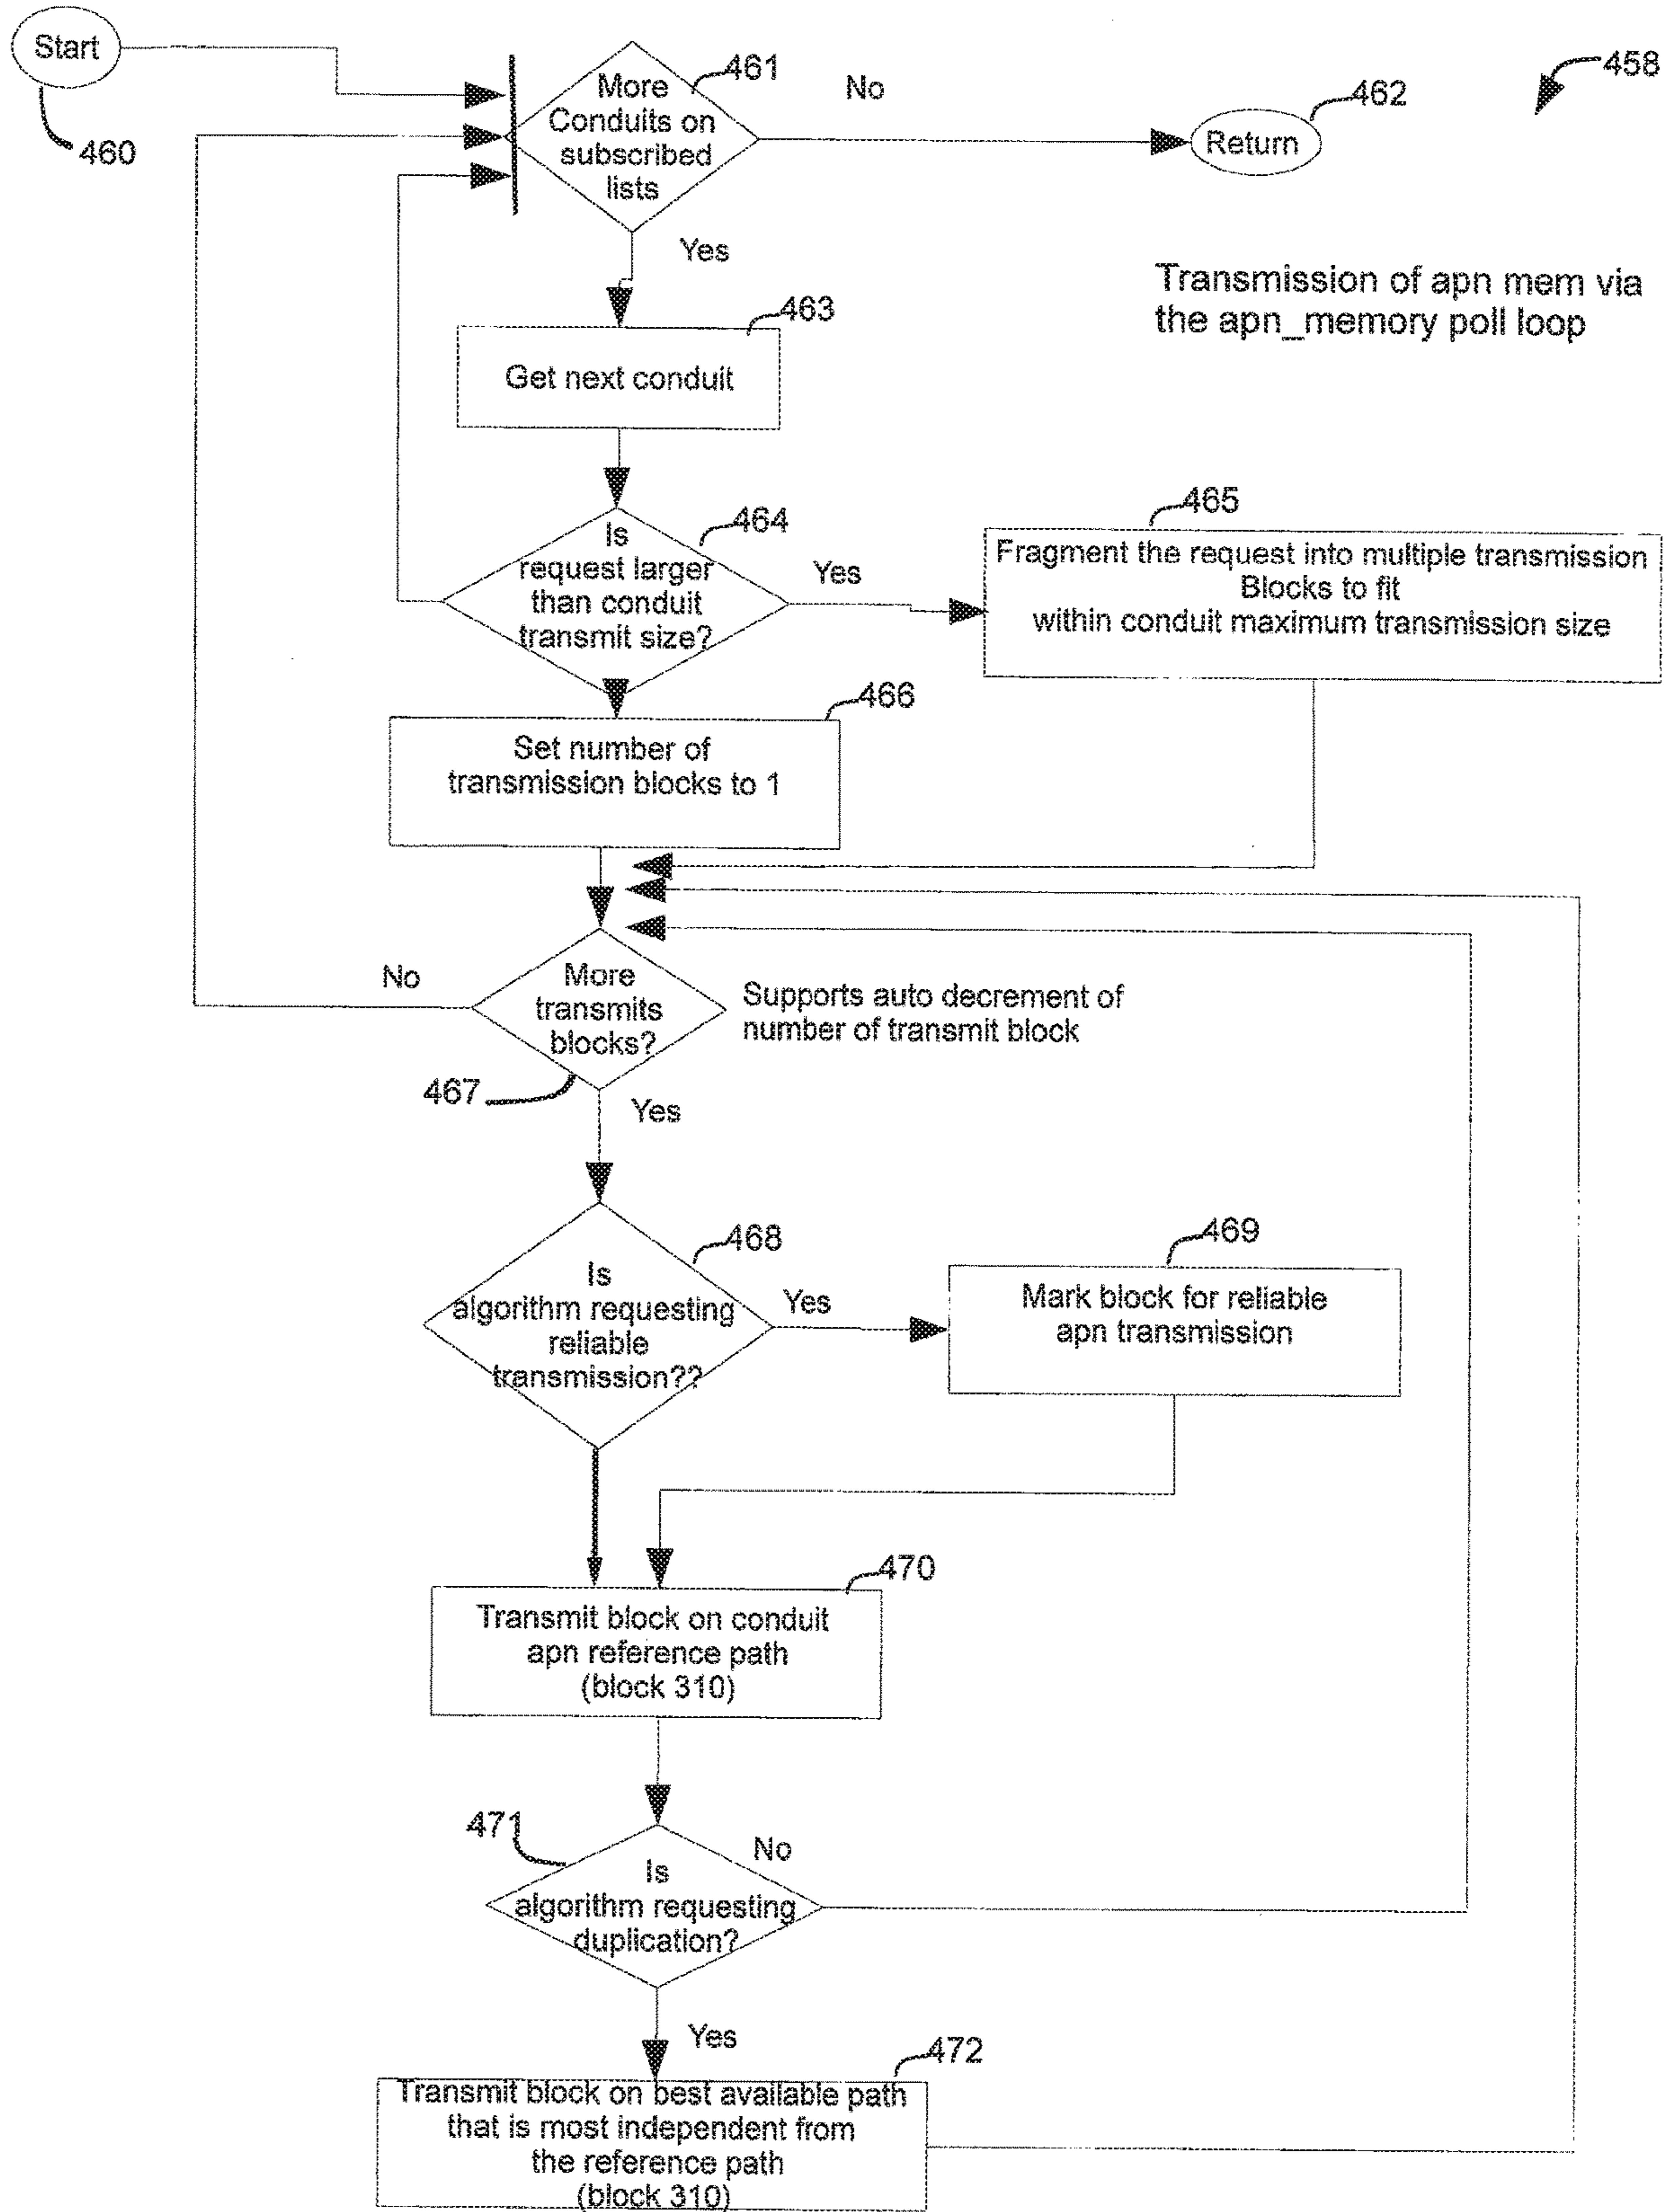 Start
460
461
More
Conduits on
subscribed
lists
No
462
Return
458
Yes
Transmission of apn mem via
the apn_memory poll loop
463
Get next conduit
464
Is
request larger
than conduit
transmit size?
Yes
465
Fragment the request into multiple transmission
Blocks to fit
within conduit maximum transmission size
466
Set number of
transmission blocks to 1
No
More
transmits
blocks?
Supports auto decrement of
number of transmit block
467
Yes
468
Is
algorithm requesting
reliable
transmission??
Yes
469
Mark block for reliable
apn transmission
470
Transmit block on conduit
apn reference path
(block 310)
471
Is
algorithm requesting
duplication?
No
Yes
472
Transmit block on best available path
that is most independent from
the reference path
(block 310)